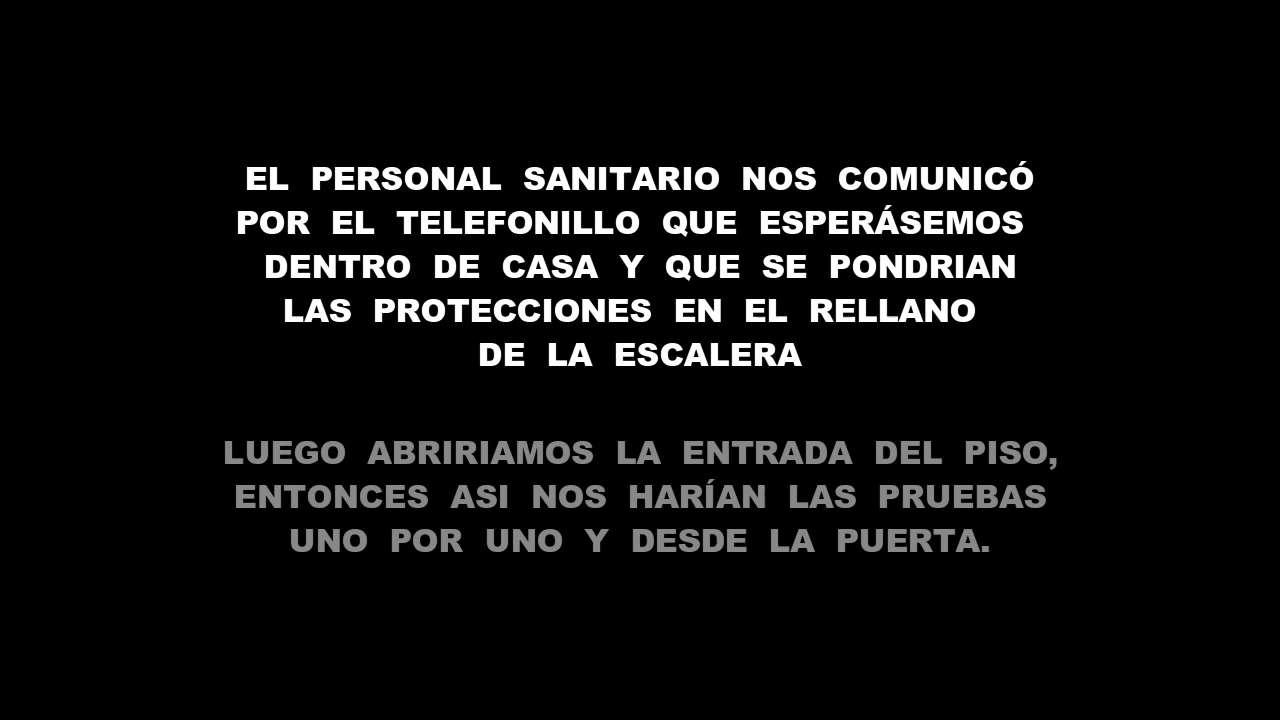 EL PERSONAL SANITARIO NOS COMUNICÓ
POR EL TELEFONILLO QUE ESPERÁSEMOS
DENTRO DE CASA Y QUE SE PONDRIAN
LAS PROTECCIONES EN EL RELLANO
DE LA ESCALERA
LUEGO ABRIRIAMOS LA ENTRADA DEL PISO,
ENTONCES ASI NOS HARÍAN LAS PRUEBAS
UNO POR UNO Y DESDE LA PUERTA.